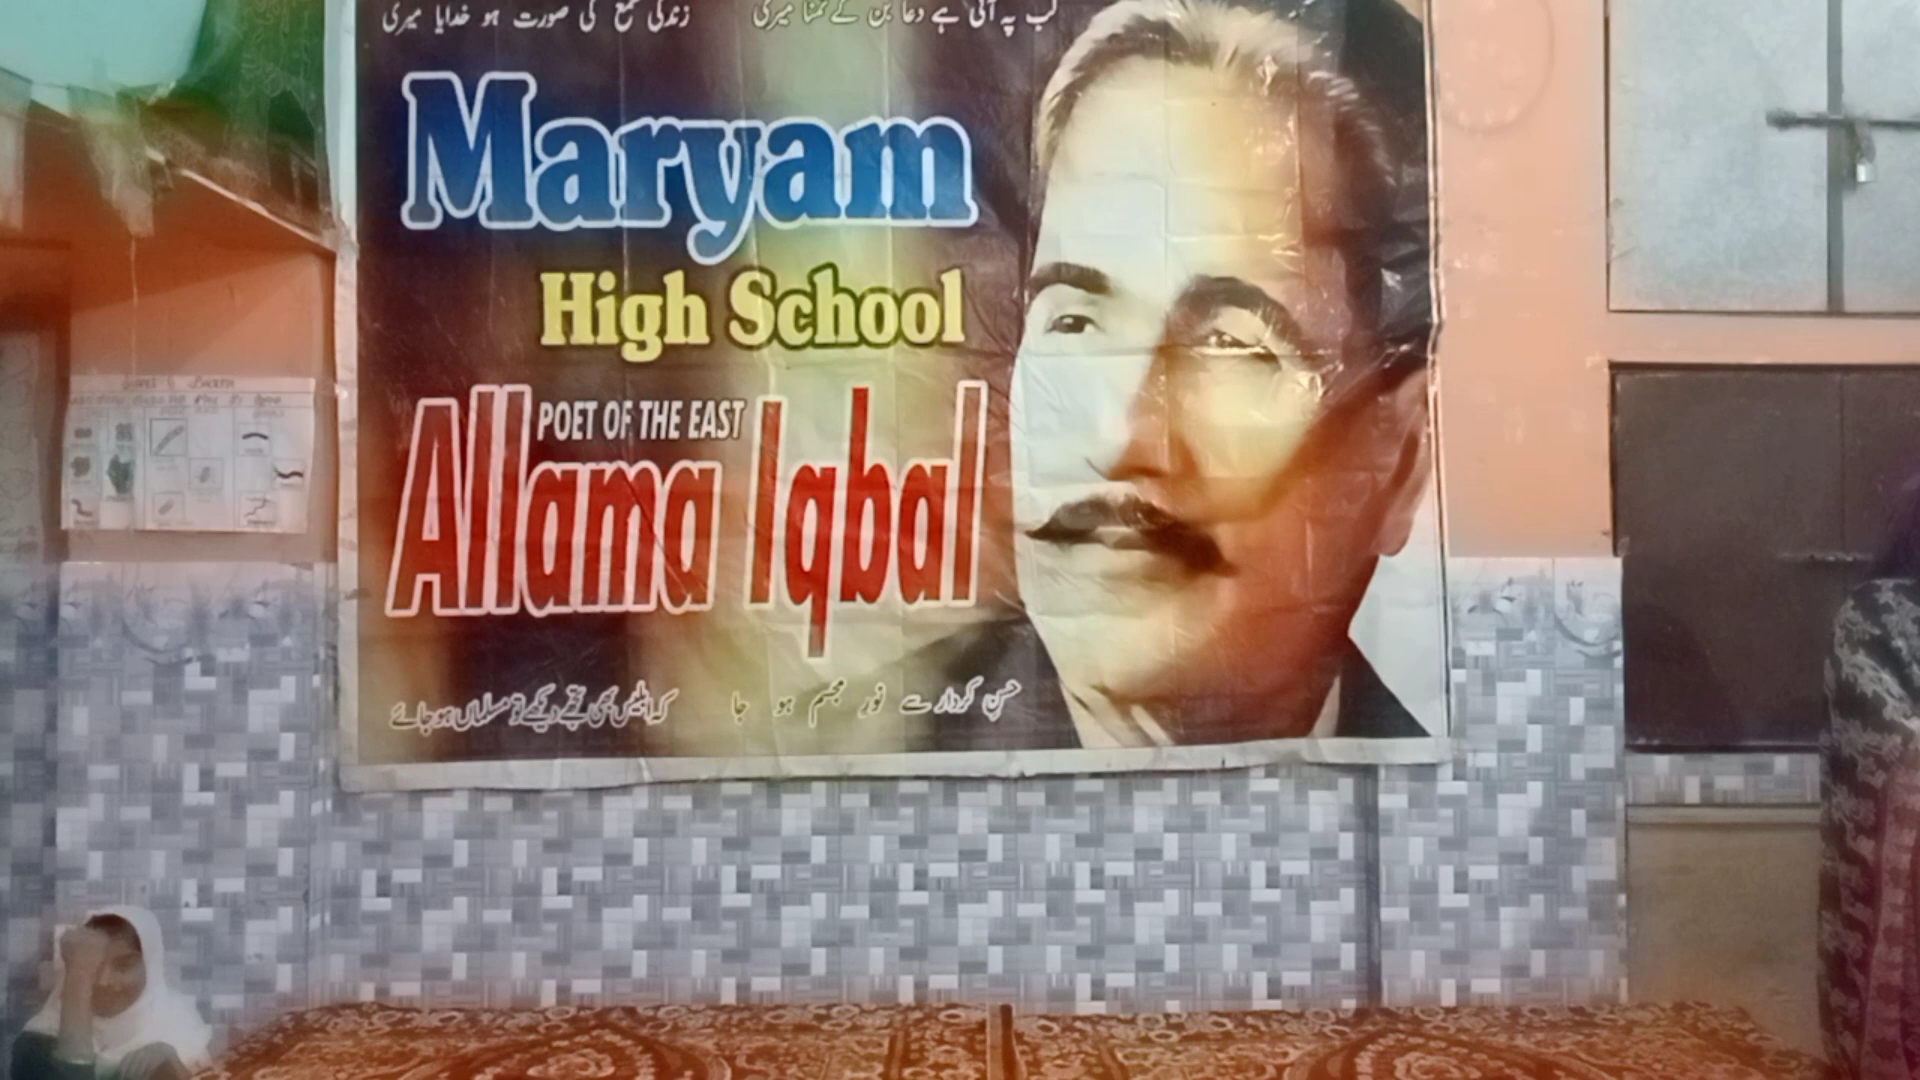 لب پہ آتی ہے دعا بن کے تمنا میری    زندگی شمع کی صورت ہو خدایا میری
Maryam
High School
POET OF THE EAST
Allama Iqbal
حسنِ کردار سے نورِ مجسم ہو جا    کہ ابلیس بھی تجھے دیکھے تو مسلماں ہو جائے